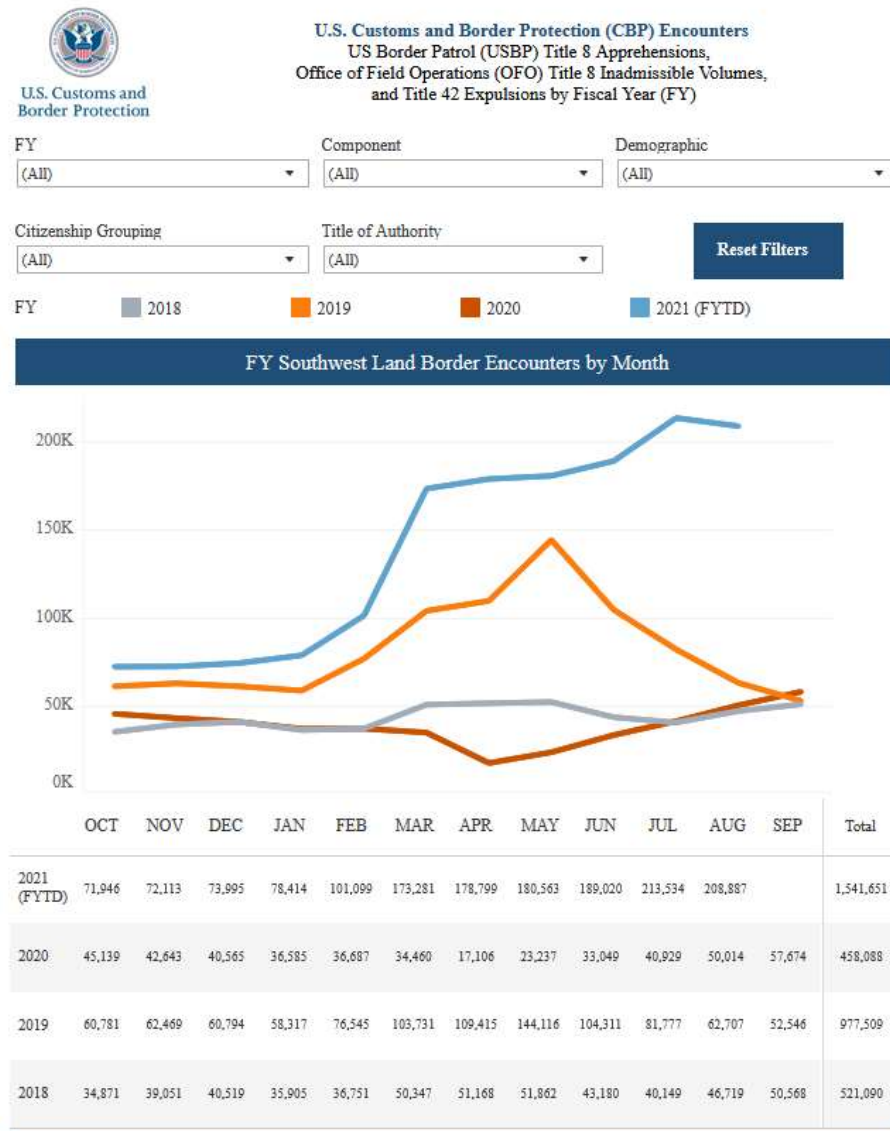 U.S. Customs and
Border Protection
U.S. Customs and Border Protection (CBP) Encounters
US Border Patrol (USBP) Title 8 Apprehensions,
Office of Field Operations (OFO) Title 8 Inadmissible Volumes,
and Title 42 Expulsions by Fiscal Year (FY)
FY Component Demographic
(All) (All) (All)
Citizenship Grouping Title of Authority
(All) (All)
Reset Filters
FY 2018 2019 2020 2021 (FYTD)
FY Southwest Land Border Encounters by Month
200K
150K
100K
50K
0K
OCT NOV DEC JAN FEB MAR APR MAY JUN JUL AUG SEP Total
2021
(FYTD) 71,946 72,113 73,995 78,414 101,099 173,281 178,799 180,563 189,020 213,534 208,887 1,541,651
2020 45,139 42,643 40,565 36,585 36,687 34,460 17,106 23,237 33,049 40,929 50,014 57,674 458,088
2019 60,781 62,469 60,794 58,317 76,545 103,731 109,415 144,116 104,311 81,777 62,707 52,546 977,509
2018 34,871 39,051 40,519 35,905 36,751 50,347 51,168 51,862 43,180 40,149 46,719 50,568 521,090